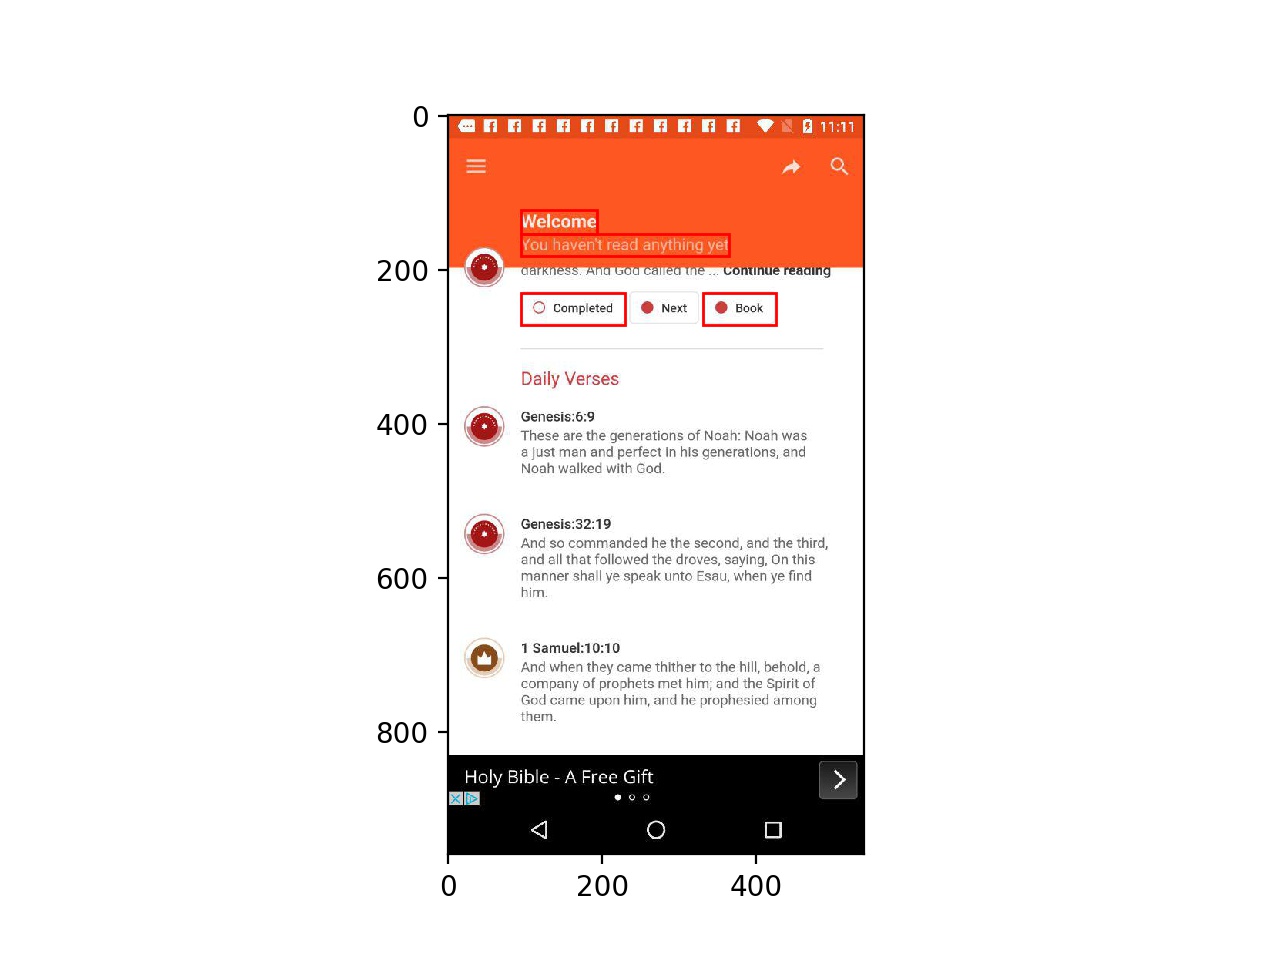 0
11:11
Welcome
You haven't read anything yet
200
darkness. And God called the ... Continue reading
Completed
Next
Book
Daily Verses
400
Genesis:6:9
These are the generations of Noah: Noah was
a just man and perfect in his generations, and
Noah walked with God.
Genesis:32:19
And so commanded he the second, and the third,
and all that followed the droves, saying, On this
600
manner shall ye speak unto Esau, when ye find
him.
1 Samuel:10:10
And when they came thither to the hill, behold, a
company of prophets met him; and the Spirit of
God came upon him, and he prophesied among
them.
800
Holy Bible - A Free Gift
0
200
400